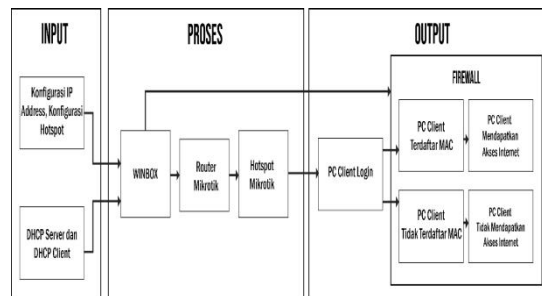 INPUT
Konfigurasi IP
Address, Konfigurasi
Hotspot
DHCP Server dan
DHCP Client
PROSES
WINBOX
Router
Mikrotik
Hotspot
Mikrotik
OUTPUT
PC Client Login
FIREWALL
PC Client
Terdaftar MAC
PC Client
Mendapatkan
Akses Internet
PC Client
Tidak Terdaftar MAC
PC Client
Tidak Mendapatkan
Akses Internet